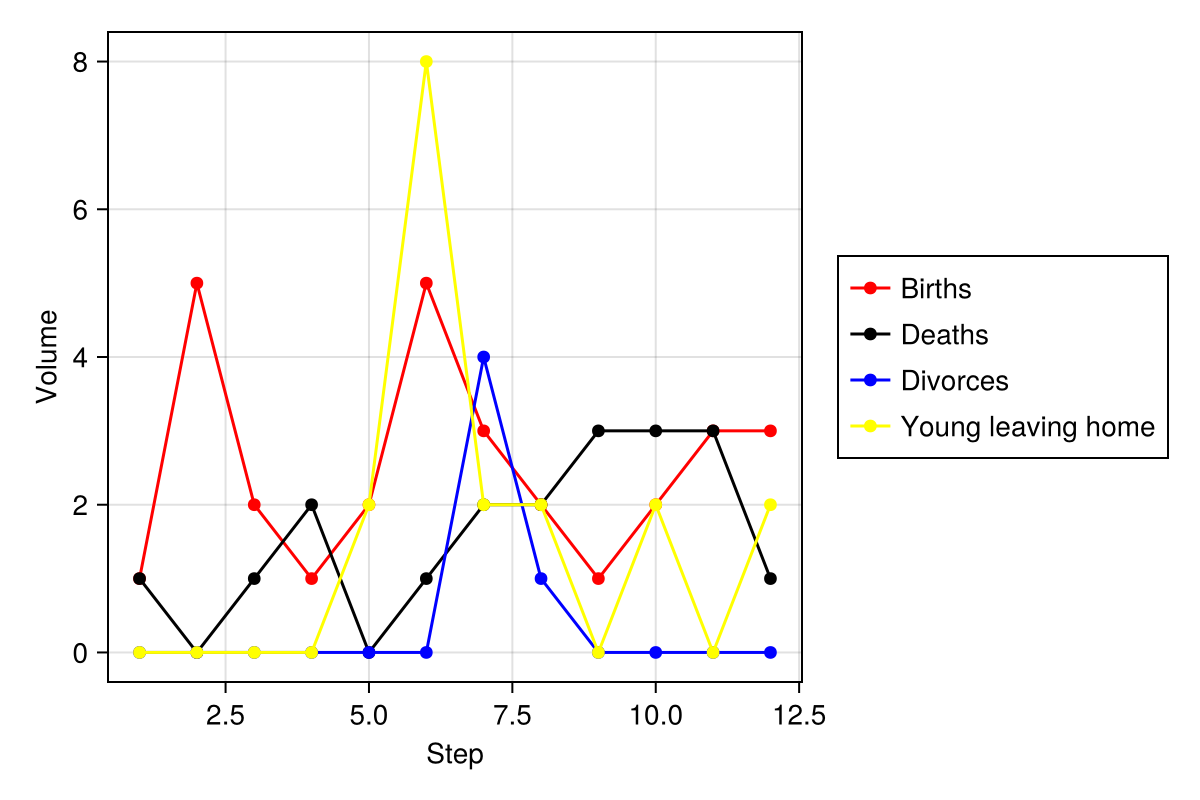 8
6
4
2
0
Volume
2.5 5.0 7.5 10.0 12.5
Step
Births
Deaths
Divorces
Young leaving home